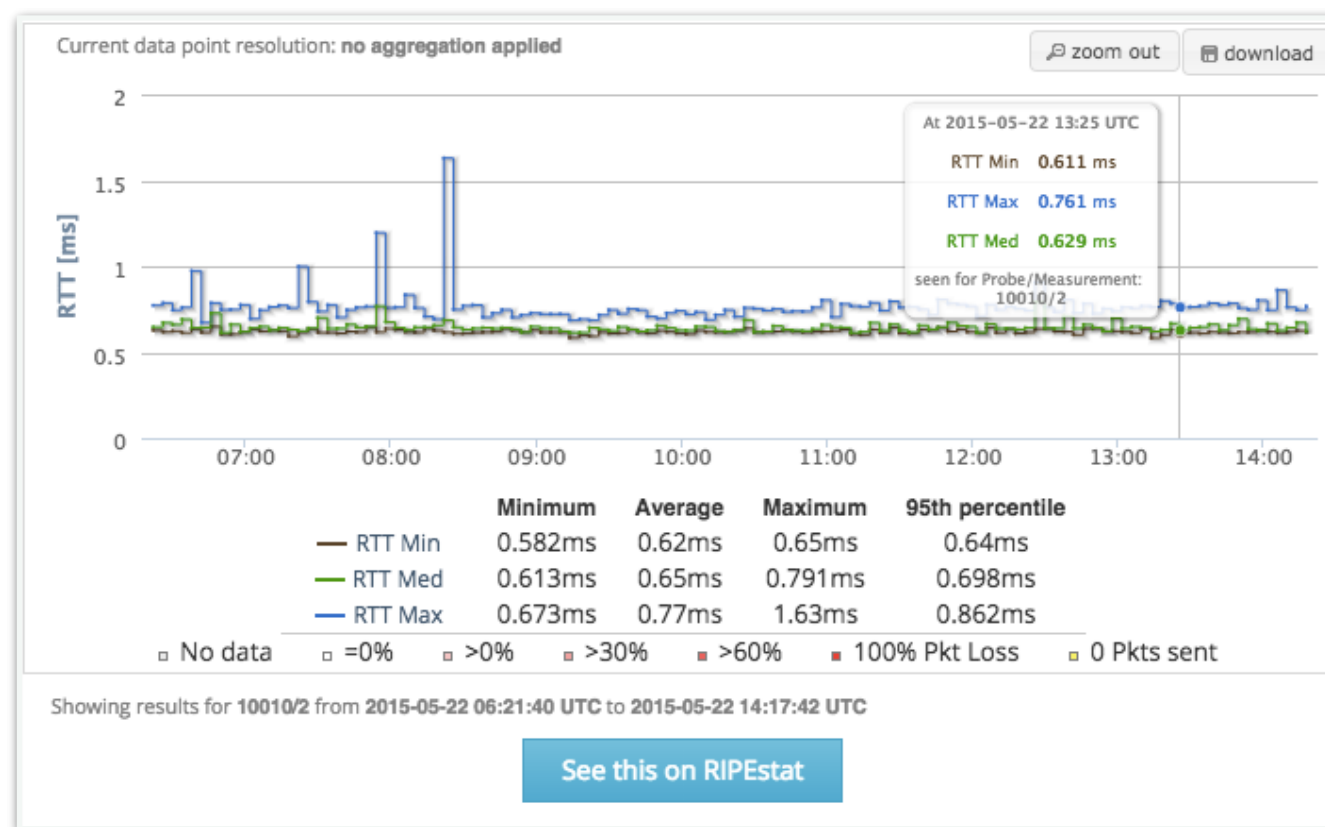 Current data point resolution: no aggregation applied
zoom out
download
2
1.5
1
0.5
0
RTT [ms]
At 2015-05-22 13:25 UTC
RTT Min 0.611 ms
RTT Max 0.761 ms
RTT Med 0.629 ms
seen for Probe/Measurement:
10010/2
07:00 08:00 09:00 10:00 11:00 12:00 13:00 14:00
Minimum Average Maximum 95th percentile
RTT Min 0.582ms 0.62ms 0.65ms 0.64ms
RTT Med 0.613ms 0.65ms 0.791ms 0.698ms
RTT Max 0.673ms 0.77ms 1.63ms 0.862ms
No data =0% >0% >30% >60% 100% Pkt Loss 0 Pkts sent
Showing results for 10010/2 from 2015-05-22 06:21:40 UTC to 2015-05-22 14:17:42 UTC
See this on RIPEstat